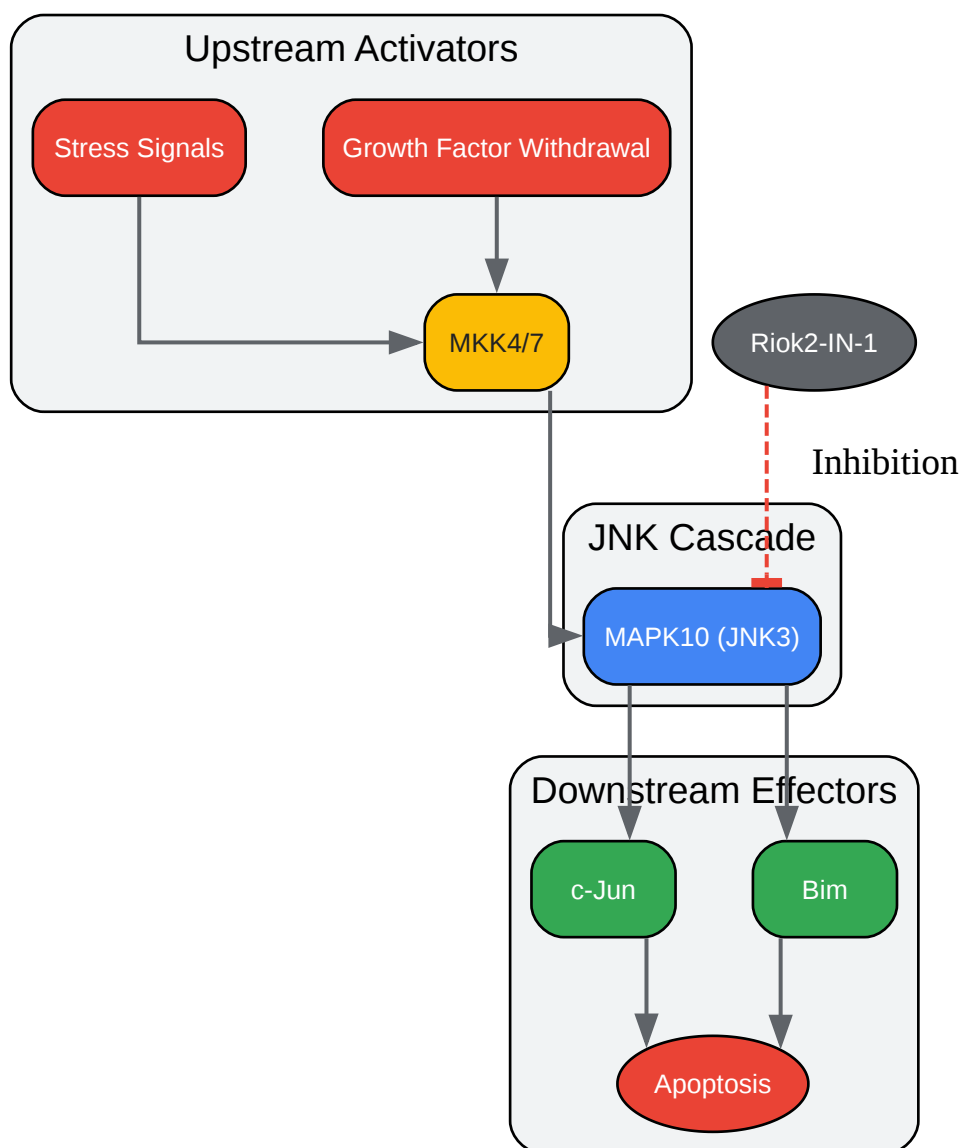 Upstream Activators
Stress Signals
Growth Factor Withdrawal
MKK4/7
Riok2-IN-1
Inhibition
JNK Cascade
MAPK10 (JNK3)
Downstream Effectors
c-Jun
Bim
Apoptosis